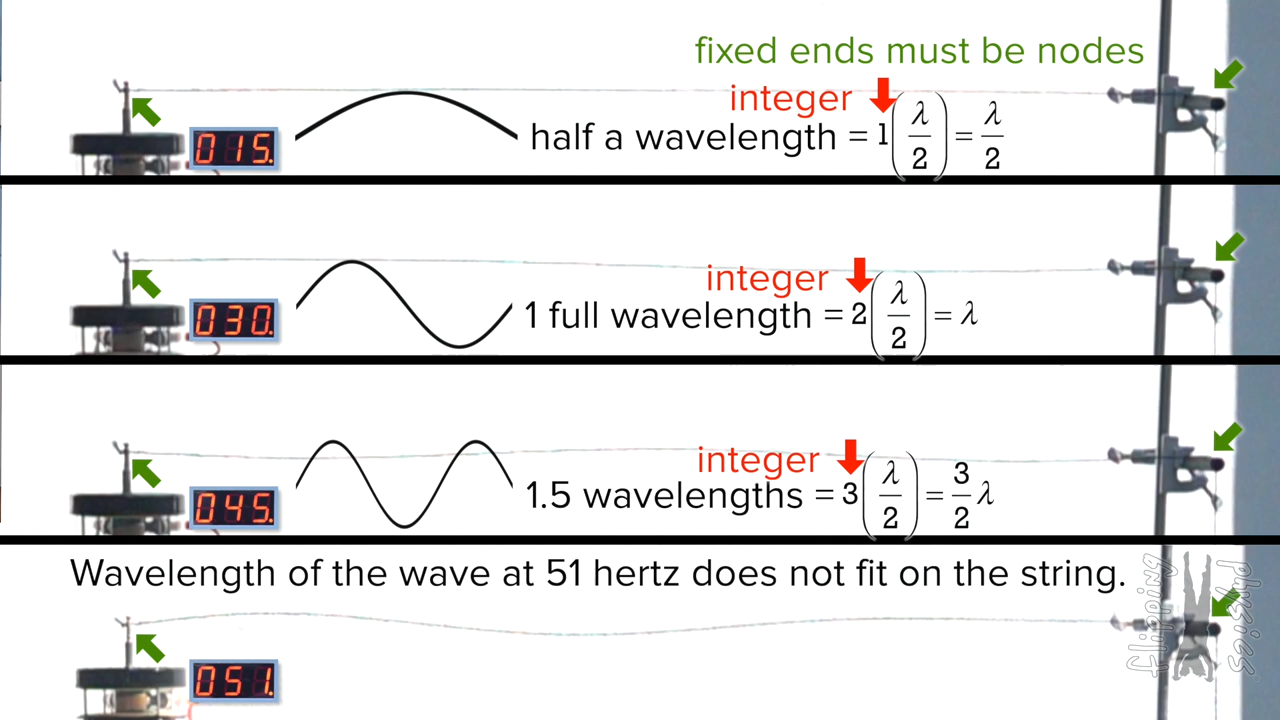 fixed ends must be nodes
integer
half a wavelength = 1(λ/2) = λ/2
015.
integer
1 full wavelength = 2(λ/2) = λ
030.
integer
1.5 wavelengths = 3(λ/2) = 3/2 λ
045.
Wavelength of the wave at 51 hertz does not fit on the string.
051.
flipping physics